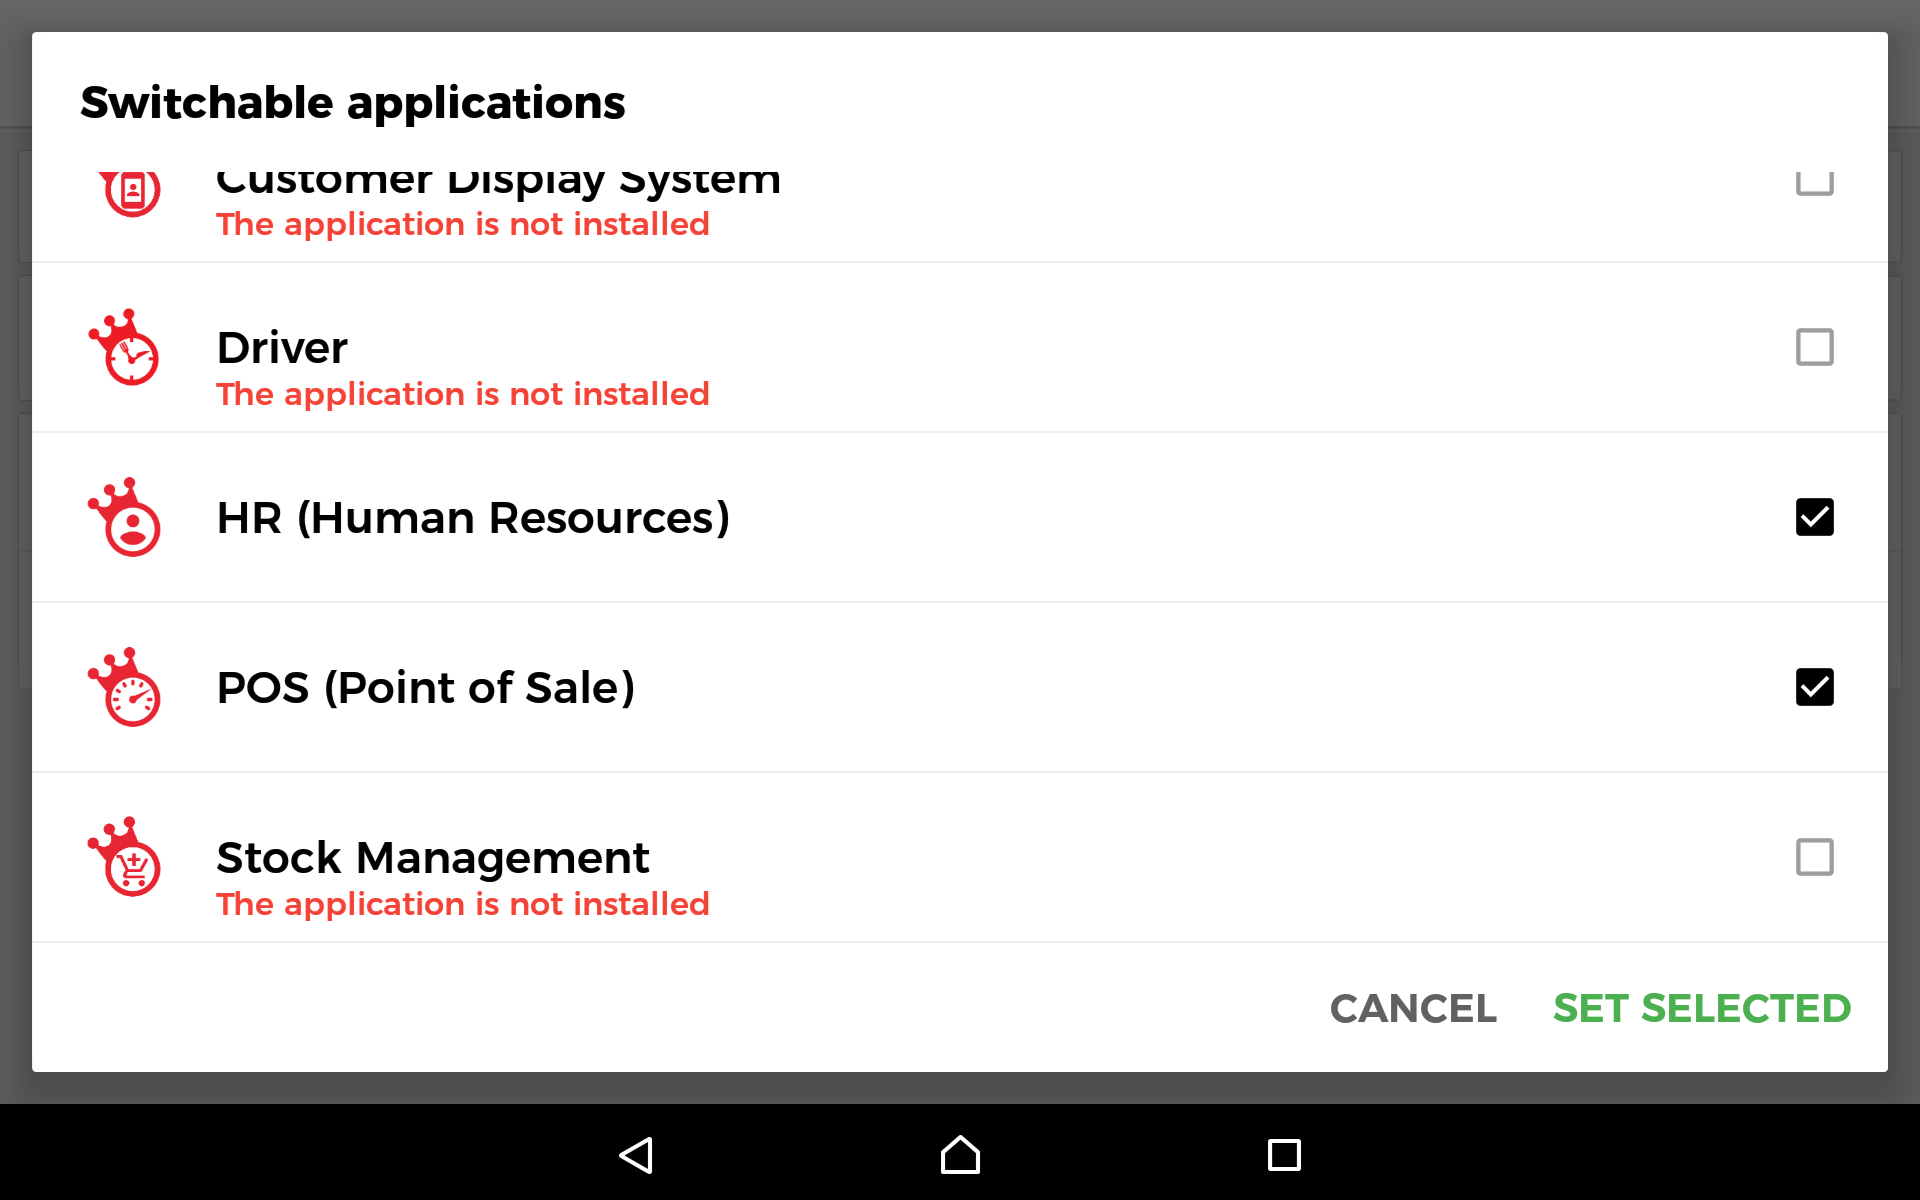 Switchable applications
Customer Display System
The application is not installed
Driver
The application is not installed
HR (Human Resources)
POS (Point of Sale)
Stock Management
The application is not installed
CANCEL SET SELECTED